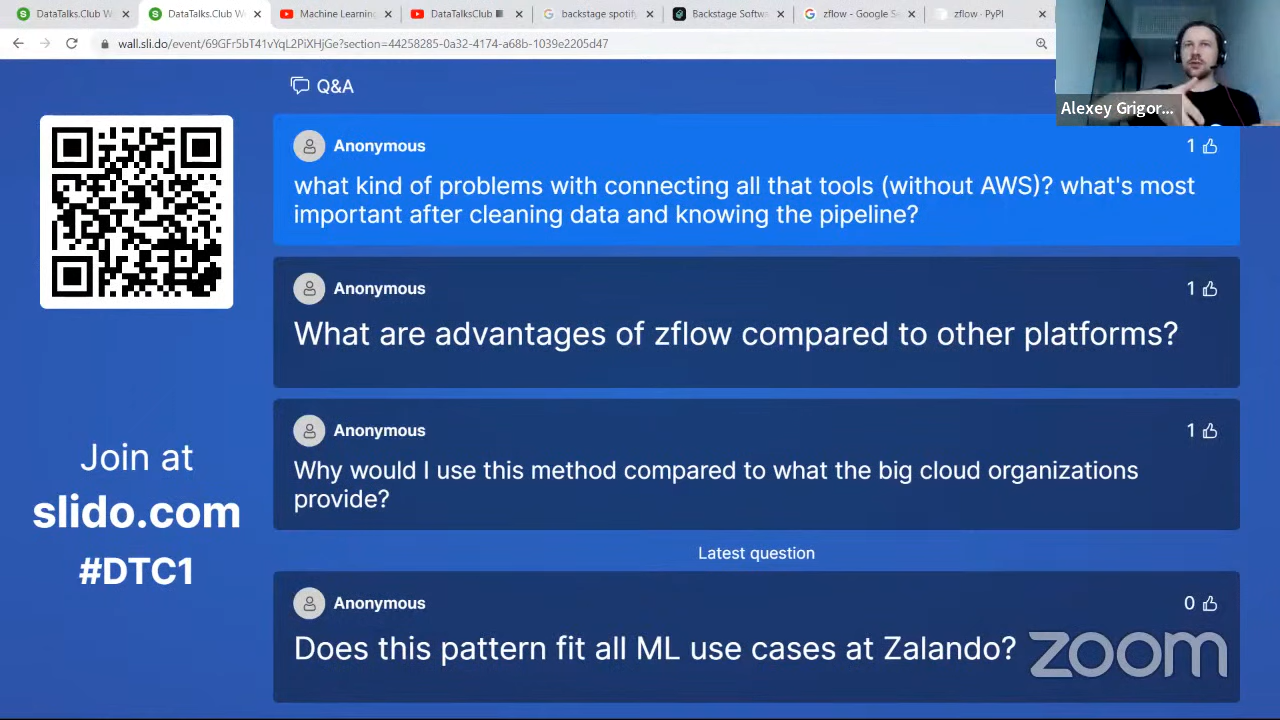 DataTalks.Club W
DataTalks.Club W
Machine Learning
DataTalksClub
backstage spotify
Backstage Softwa
zflow - Google Se
zflow · PyPI
wall.sli.do/event/69GFr5bT41vYqL2PiXHjGe?section=44258285-0a32-4174-a68b-1039e2205d47
Alexey Grigor...
Q&A
Anonymous
1
what kind of problems with connecting all that tools (without AWS)? what's most
important after cleaning data and knowing the pipeline?
Anonymous
1
What are advantages of zflow compared to other platforms?
Anonymous
1
Why would I use this method compared to what the big cloud organizations
provide?
Join at
slido.com
#DTC1
Latest question
Anonymous
0
Does this pattern fit all ML use cases at Zalando?
zoom